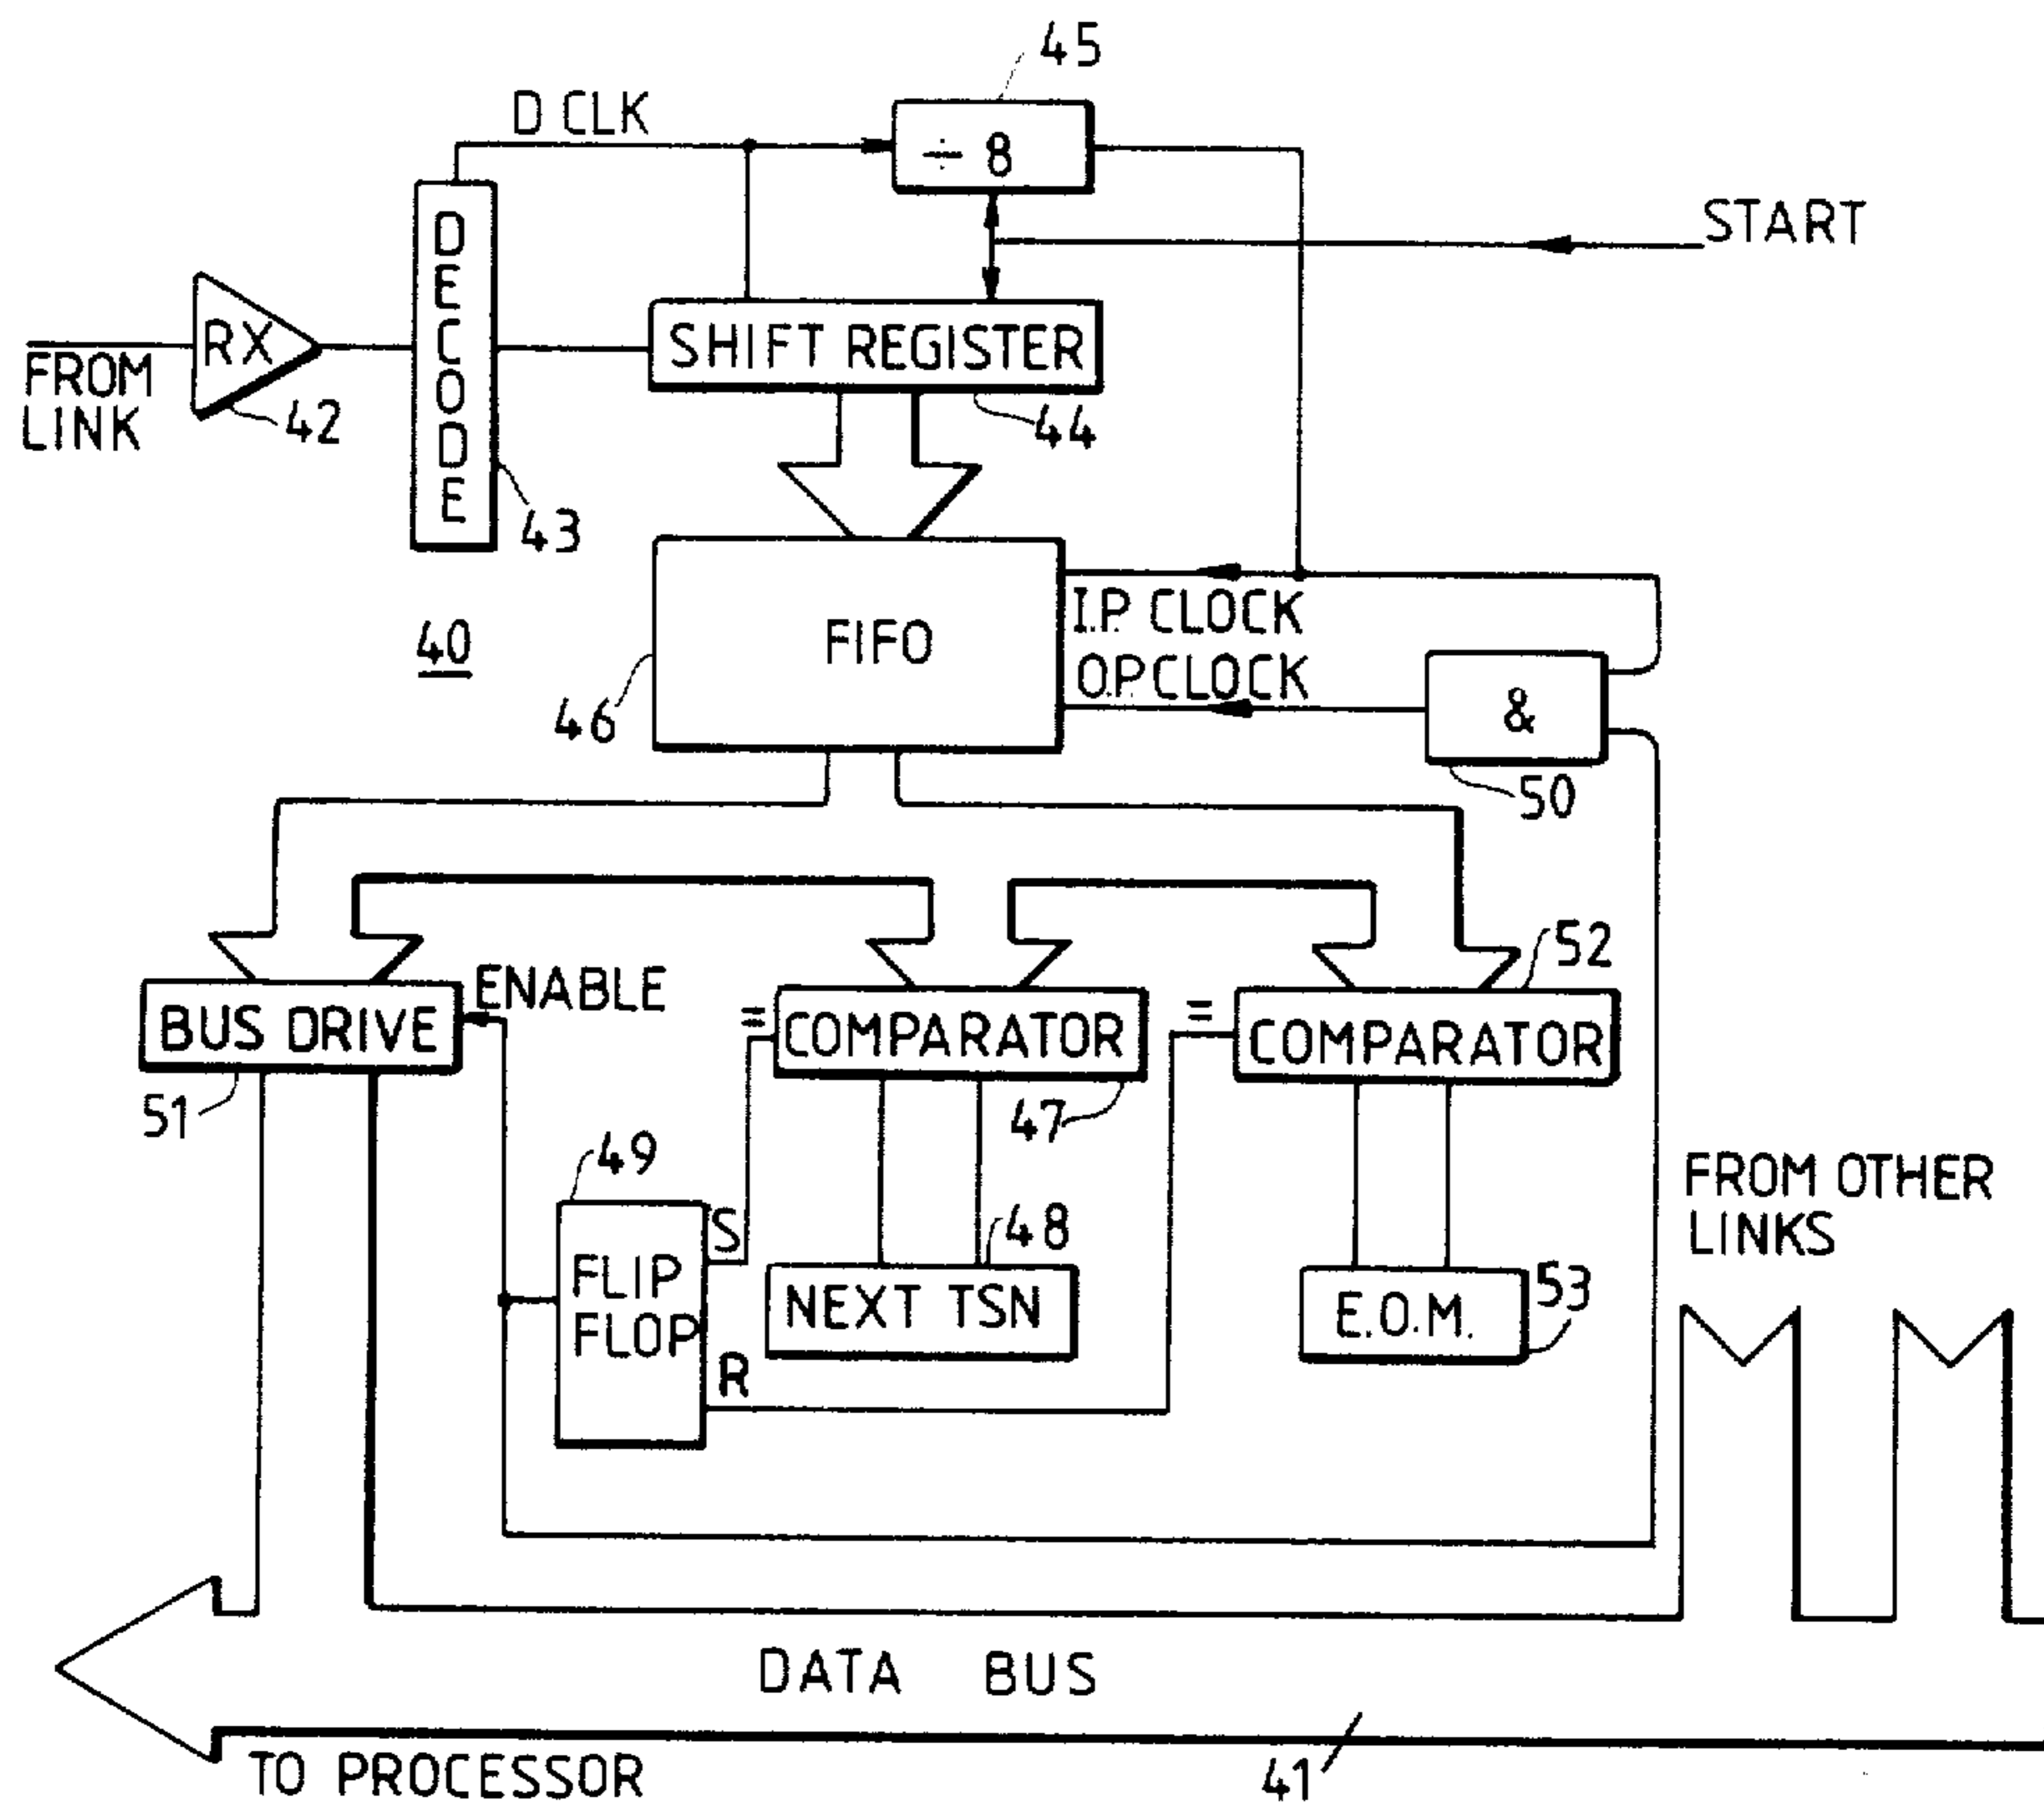 45
D CLK
÷ 8
START
DECODE
RX
SHIFT REGISTER
FROM
LINK
42
44
43
I.P CLOCK
40
FIFO
O.P CLOCK
46
&
50
52
ENABLE
BUS DRIVE
=
COMPARATOR
=
COMPARATOR
51
47
49
FROM OTHER
LINKS
S
48
FLIP
FLOP
NEXT TSN
E.O.M.
53
R
DATA BUS
TO PROCESSOR
41